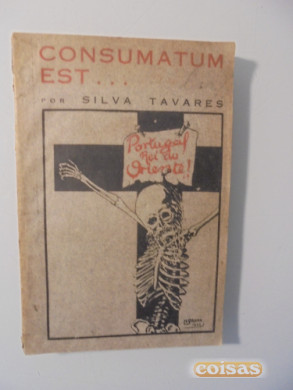 CONSUMATUM
EST...
POR SILVA TAVARES
Portugal
Rei do
Oriente!!
coisas